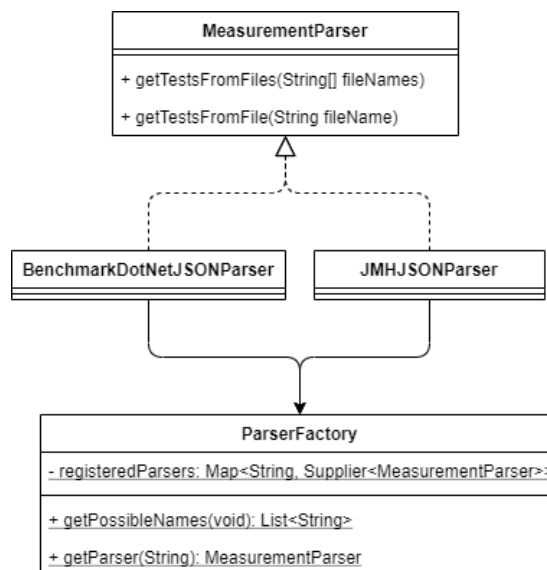 MeasurementParser
+ getTestsFromFiles(String[] fileNames)
+ getTestsFromFile(String fileName)
BenchmarkDotNetJSONParser
JMHJSONParser
ParserFactory
- registeredParsers: Map<String, Supplier<MeasurementParser>>
+ getPossibleNames(void): List<String>
+ getParser(String): MeasurementParser